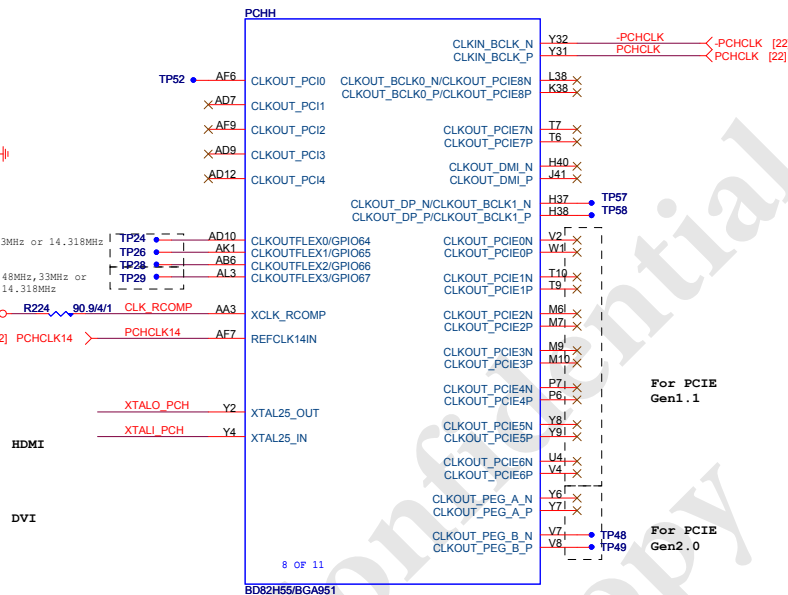 PCHH
CLKIN_BCLK_N Y32 -PCHCLK -PCHCLK [22
CLKIN_BCLK_P Y31 PCHCLK PCHCLK [22]
TP52 AF6 CLKOUT_PCI0 CLKOUT_BCLK0_N/CLKOUT_PCIE8N L38
CLKOUT_BCLK0_P/CLKOUT_PCIE8P K38
AD7 CLKOUT_PCI1
AF9 CLKOUT_PCI2 CLKOUT_PCIE7N T7
CLKOUT_PCIE7P T6
AD9 CLKOUT_PCI3
CLKOUT_DMI_N H40
AD12 CLKOUT_PCI4 CLKOUT_DMI_P J41
CLKOUT_DP_N/CLKOUT_BCLK1_N H37 TP57
CLKOUT_DP_P/CLKOUT_BCLK1_P H38 TP58
3MHz or 14.318MHz TP24 AD10 CLKOUTFLEX0/GPIO64 CLKOUT_PCIE0N V2
TP26 AK1 CLKOUTFLEX1/GPIO65 CLKOUT_PCIE0P W1
TP28 AB6 CLKOUTFLEX2/GPIO66
48MHz,33MHz or TP29 AL3 CLKOUTFLEX3/GPIO67 CLKOUT_PCIE1N T10
14.318MHz CLKOUT_PCIE1P T9
R224 90.9/4/1 CLK_RCOMP AA3 XCLK_RCOMP CLKOUT_PCIE2N M6
CLKOUT_PCIE2P M7
2] PCHCLK14 PCHCLK14 AF7 REFCLK14IN
CLKOUT_PCIE3N M9
CLKOUT_PCIE3P M10
CLKOUT_PCIE4N P7 For PCIE
CLKOUT_PCIE4P P6 Gen1.1
XTALO_PCH Y2 XTAL25_OUT
CLKOUT_PCIE5N Y8
XTALI_PCH Y4 XTAL25_IN CLKOUT_PCIE5P Y9
HDMI
CLKOUT_PCIE6N U4
CLKOUT_PCIE6P V4
CLKOUT_PEG_A_N Y6
CLKOUT_PEG_A_P Y7
DVI
CLKOUT_PEG_B_N V7 TP48 For PCIE
CLKOUT_PEG_B_P V8 TP49 Gen2.0
8 OF 11
BD82H55/BGA951
Confidential
Copy